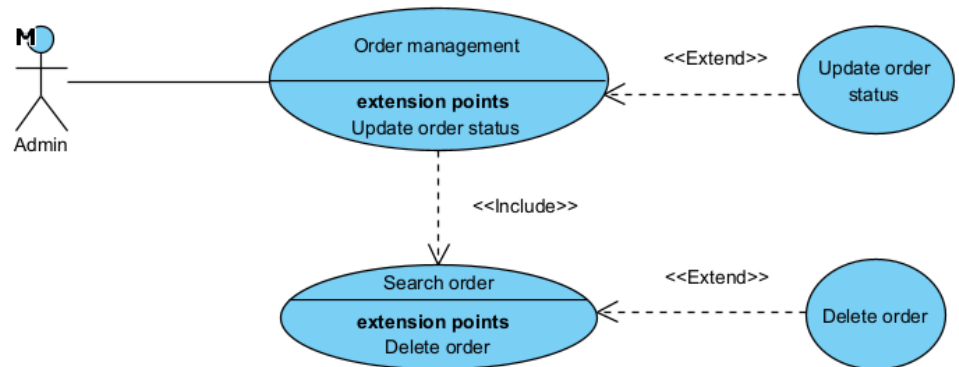 M
Admin
Order management
extension points
Update order status
<<Extend>>
Update order
status
<<Include>>
Search order
extension points
Delete order
<<Extend>>
Delete order